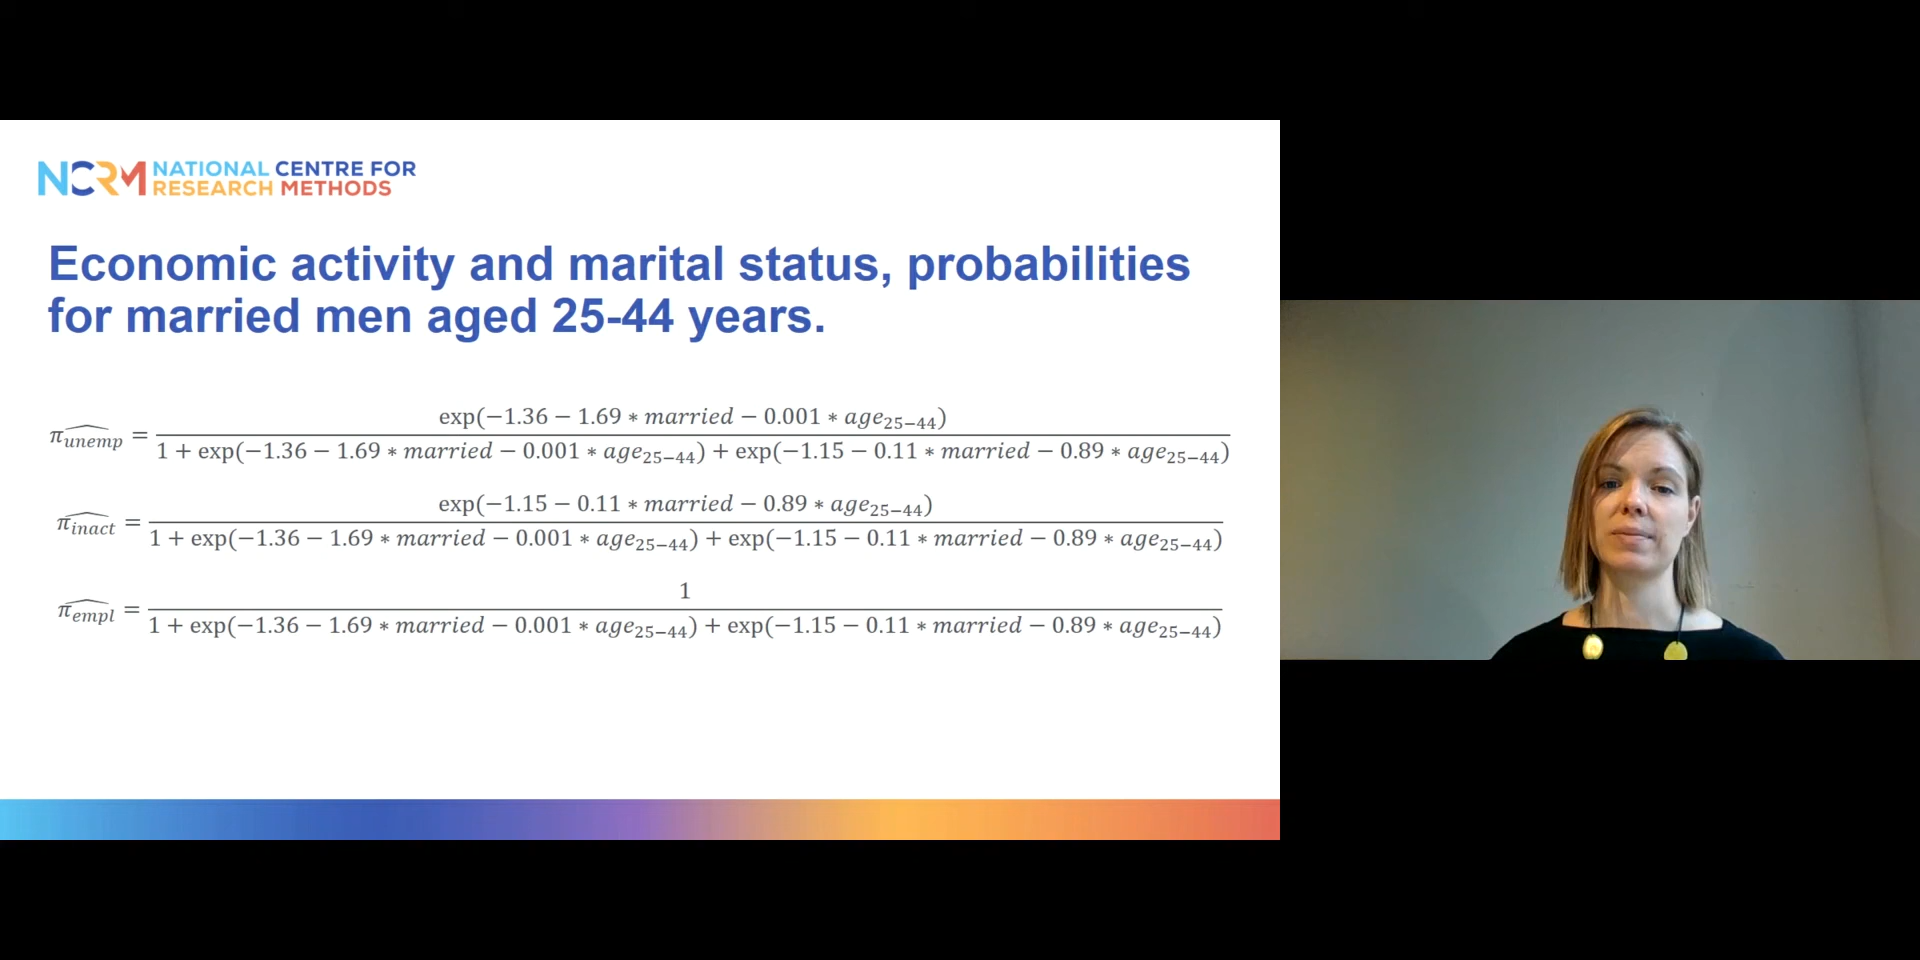 NCRM NATIONAL CENTRE FOR
RESEARCH METHODS
Economic activity and marital status, probabilities
for married men aged 25-44 years.
exp(−1.36 − 1.69 ∗ married − 0.001 ∗ age₂₅₋₄₄)
π̂_unemp =
1 + exp(−1.36 − 1.69 ∗ married − 0.001 ∗ age₂₅₋₄₄) + exp(−1.15 − 0.11 ∗ married − 0.89 ∗ age₂₅₋₄₄)
exp(−1.15 − 0.11 ∗ married − 0.89 ∗ age₂₅₋₄₄)
π̂_inact =
1 + exp(−1.36 − 1.69 ∗ married − 0.001 ∗ age₂₅₋₄₄) + exp(−1.15 − 0.11 ∗ married − 0.89 ∗ age₂₅₋₄₄)
1
π̂_empl =
1 + exp(−1.36 − 1.69 ∗ married − 0.001 ∗ age₂₅₋₄₄) + exp(−1.15 − 0.11 ∗ married − 0.89 ∗ age₂₅₋₄₄)